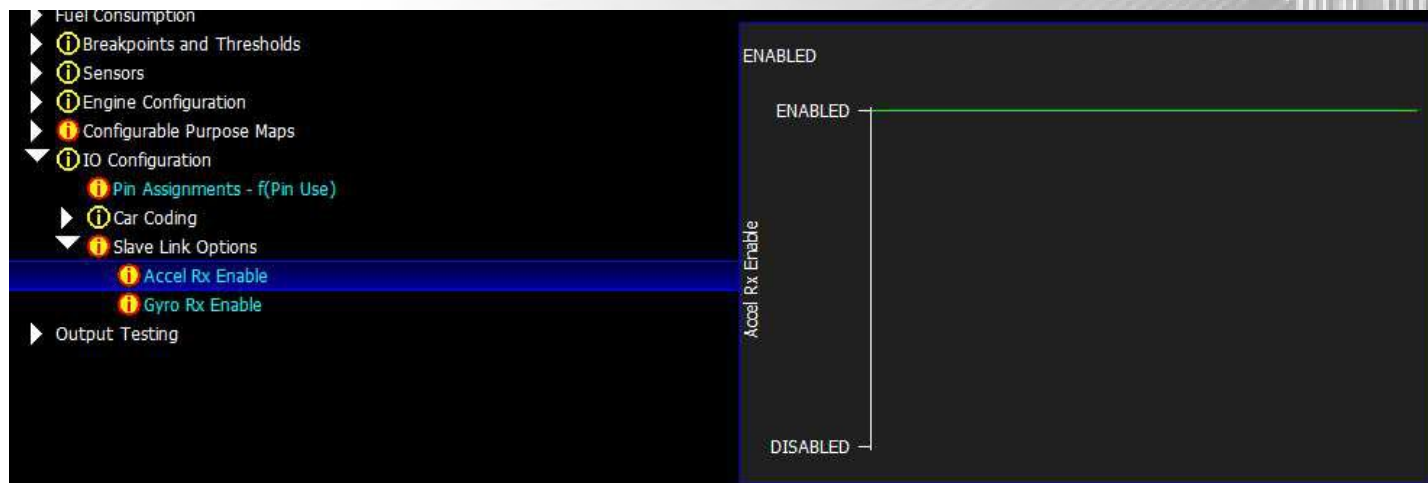 Fuel Consumption
Breakpoints and Thresholds
Sensors
Engine Configuration
Configurable Purpose Maps
IO Configuration
Pin Assignments - f(Pin Use)
Car Coding
Slave Link Options
Accel Rx Enable
Gyro Rx Enable
Output Testing
ENABLED
ENABLED
Accel Rx Enable
DISABLED